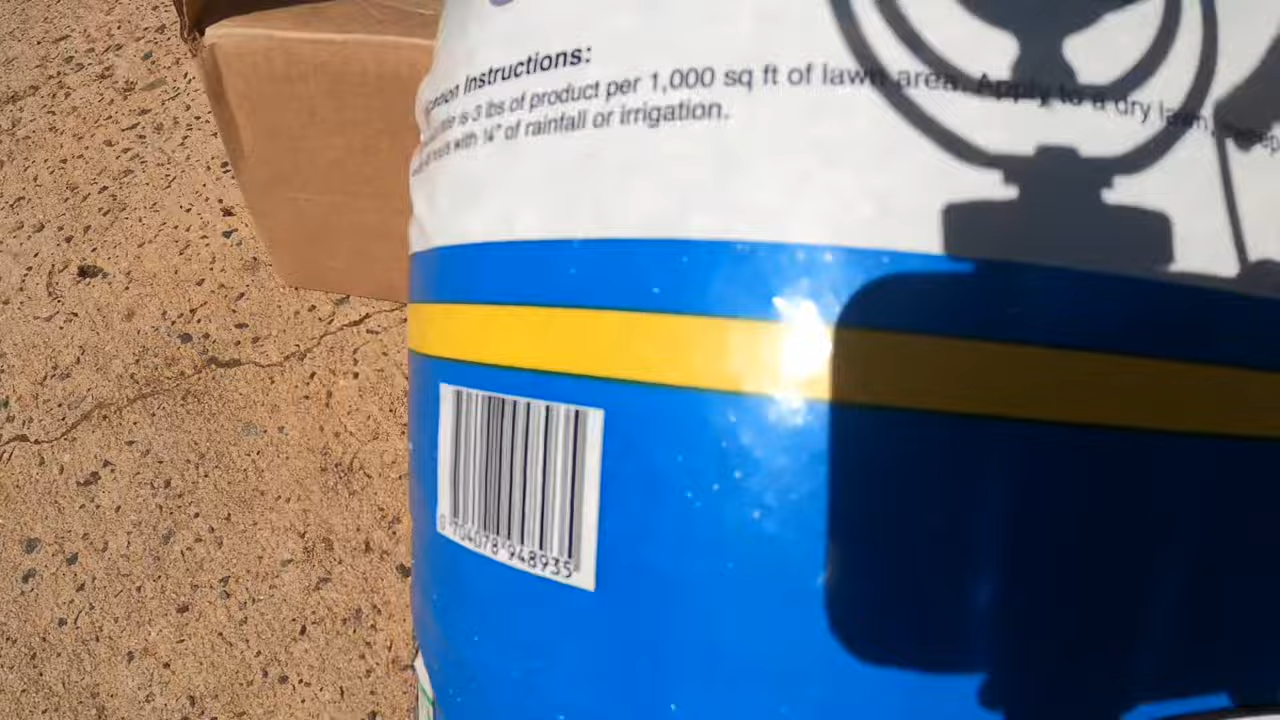 Instructions:
is 3 lbs of product per 1,000 sq ft of lawn area. Apply to a dry lawn,
with ¼" of rainfall or irrigation.
0 704078 948935